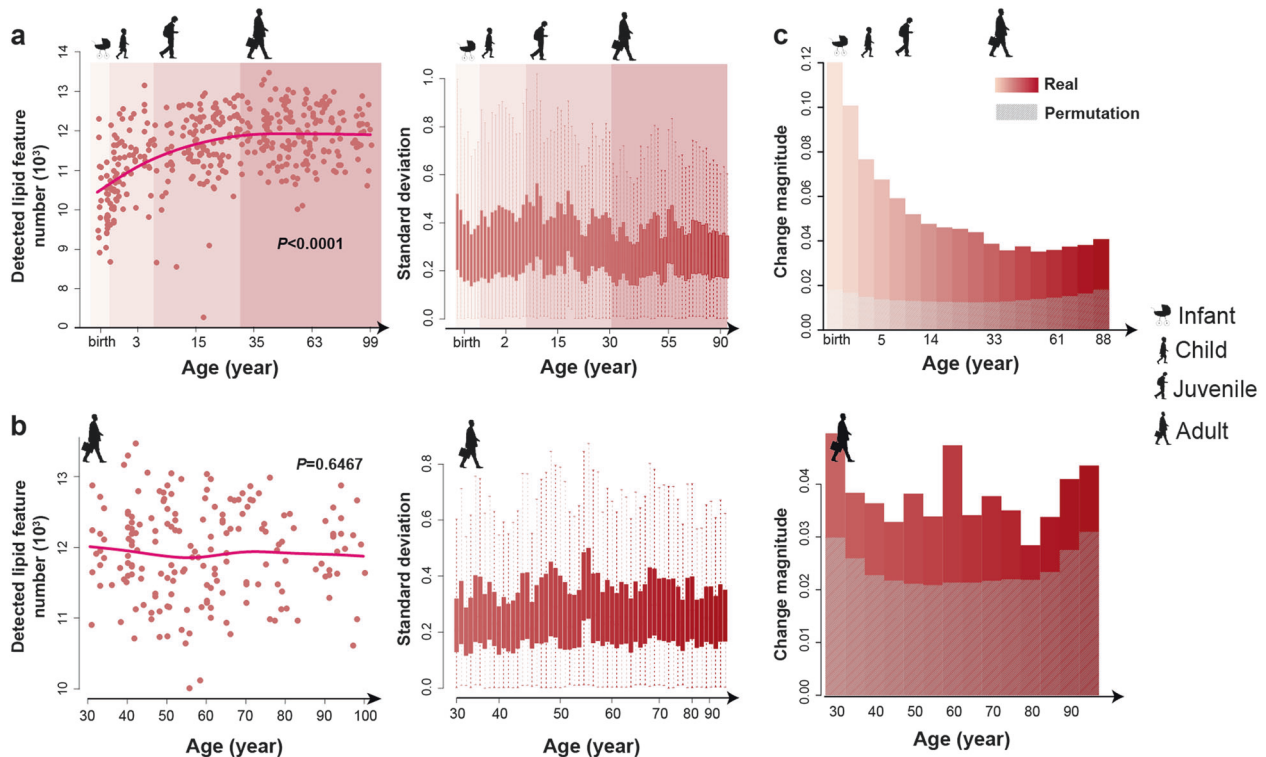 a
Detected lipid feature
number (10³)
14
13
12
11
10
9
8
0
P<0.0001
birth 3 15 35 63 99
Age (year)
Standard deviation
1.0
0.8
0.6
0.4
0.2
0.0
birth 2 15 30 55 90
Age (year)
c
Change magnitude
0.12
0.10
0.08
0.06
0.04
0.02
0.00
Real
Permutation
birth 5 14 33 61 88
Age (year)
Infant
Child
Juvenile
Adult
b
Detected lipid feature
number (10³)
13
12
11
10
P=0.6467
30 40 50 60 70 80 90 100
Age (year)
Standard deviation
0.8
0.6
0.4
0.2
0.0
30 40 50 60 70 80 90
Age (year)
Change magnitude
0.04
0.03
0.02
0.01
0.00
30 40 50 60 70 80 90
Age (year)